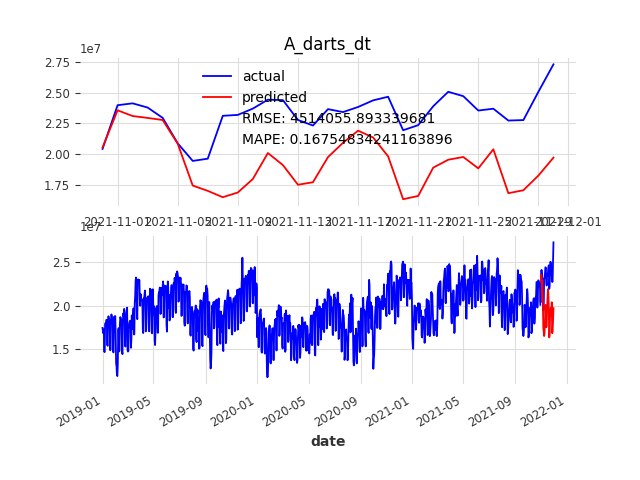 A_darts_dt
1e7
2.75
2.50
2.25
2.00
1.75
actual
predicted
RMSE: 4514055.893339681
MAPE: 0.16754834241163896
2021-11-01 2021-11-05 2021-11-09 2021-11-13 2021-11-17 2021-11-21 2021-11-25 2021-11-29 2021-12-01
1e7
2.5
2.0
1.5
2019-01 2019-05 2019-09 2020-01 2020-05 2020-09 2021-01 2021-05 2021-09 2022-01
date